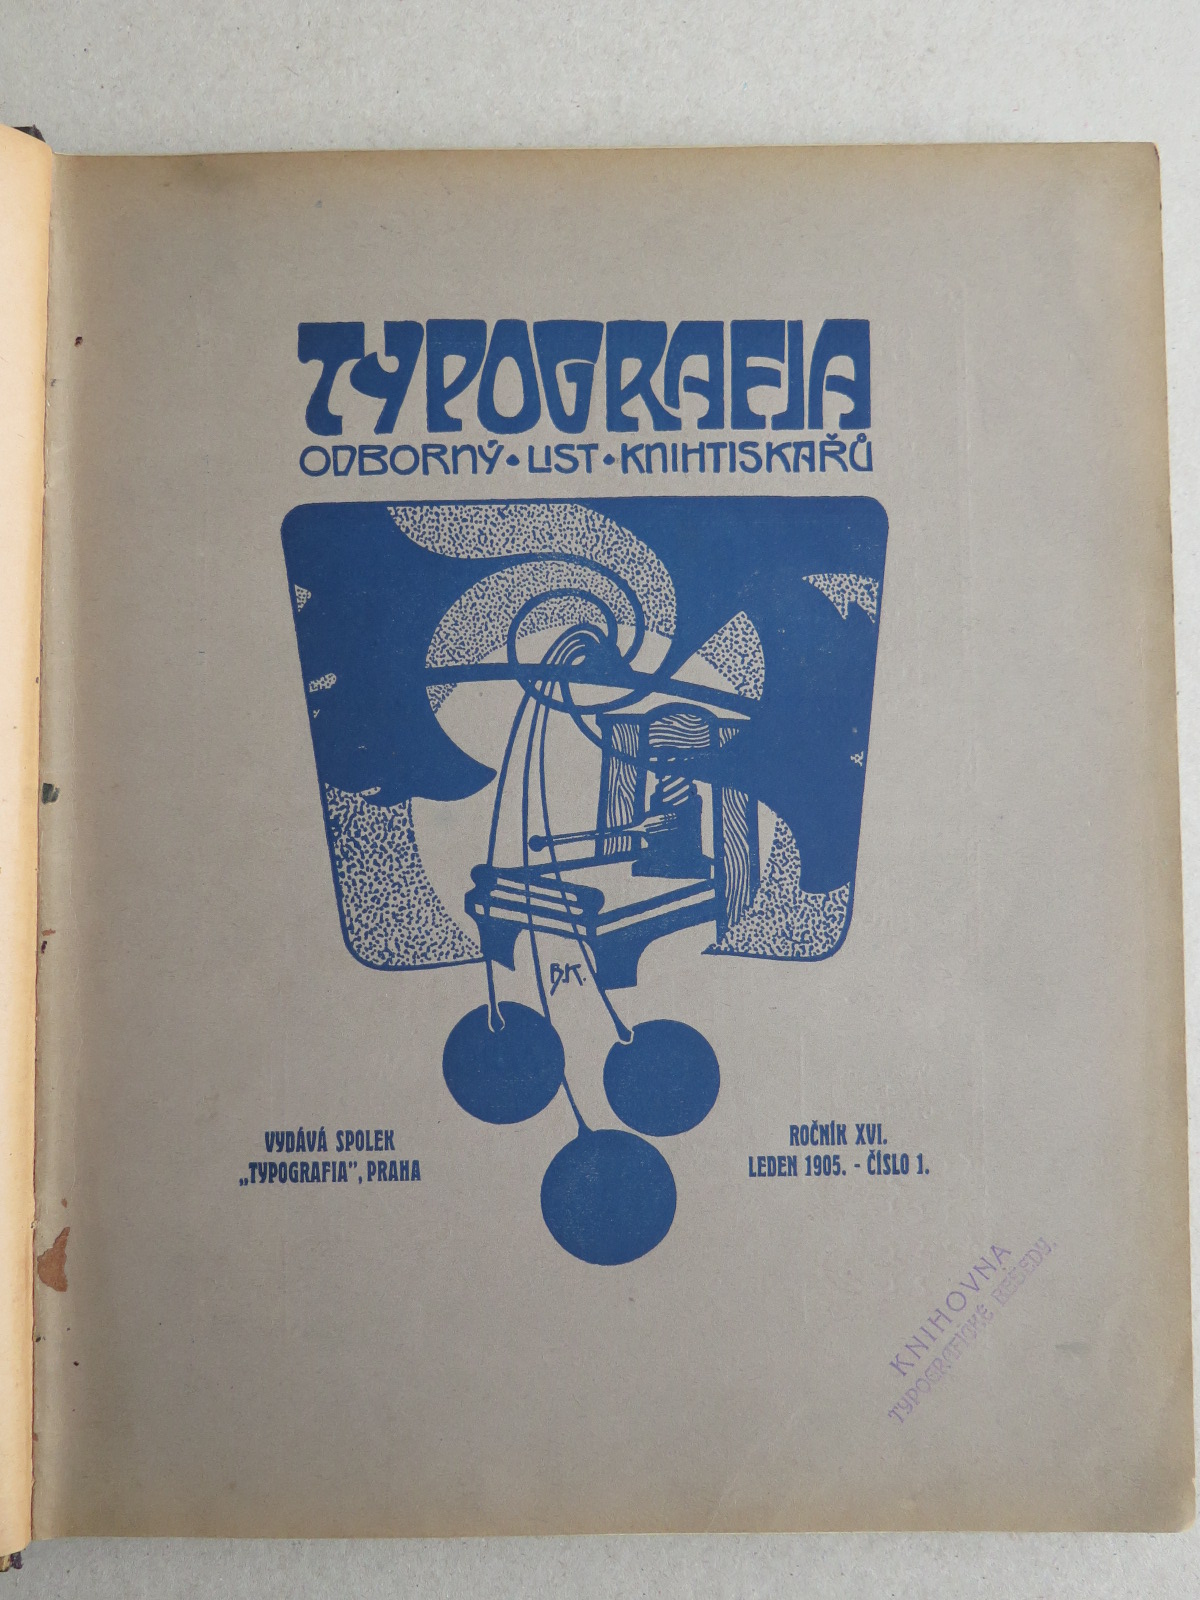 TYPOGRAFIA
ODBORNÝ • LIST • KNIHTISKAŘŮ
B.K.
VYDÁVÁ SPOLEK
„TYPOGRAFIA”, PRAHA
ROČNÍK XVI.
LEDEN 1905. - ČÍSLO 1.
KNIHOVNA
TYPOGRAFICKÉ BESEDY.